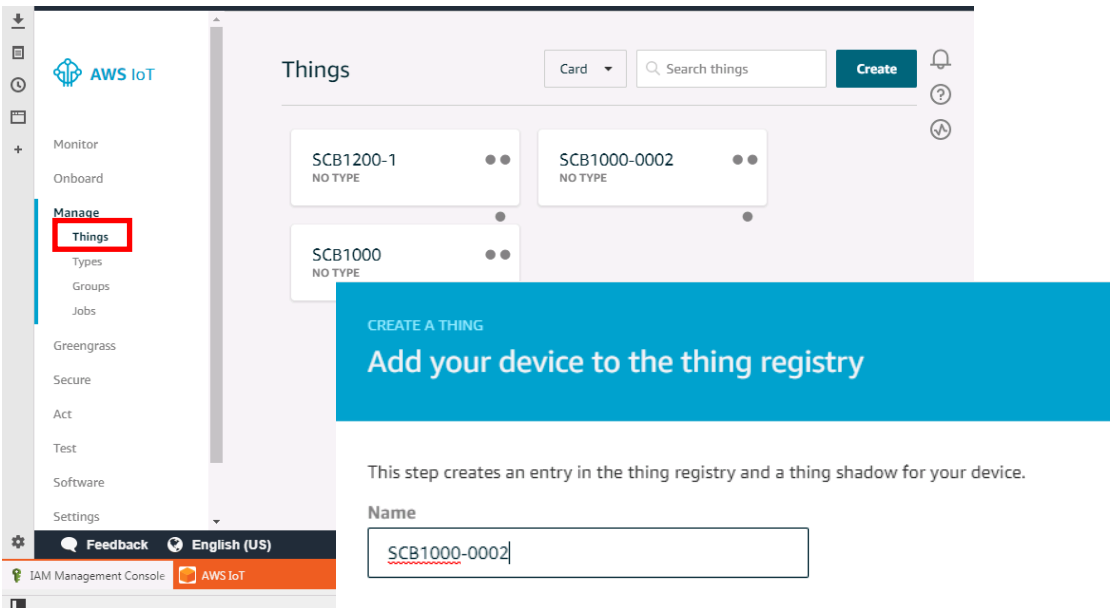 AWS IoT
Things
Card
Search things
Create
Monitor
Onboard
Manage
Things
Types
Groups
Jobs
Greengrass
Secure
Act
Test
Software
Settings
SCB1200-1
NO TYPE
SCB1000-0002
NO TYPE
SCB1000
NO TYPE
CREATE A THING
Add your device to the thing registry
This step creates an entry in the thing registry and a thing shadow for your device.
Name
SCB1000-0002
Feedback
English (US)
IAM Management Console
AWS IoT